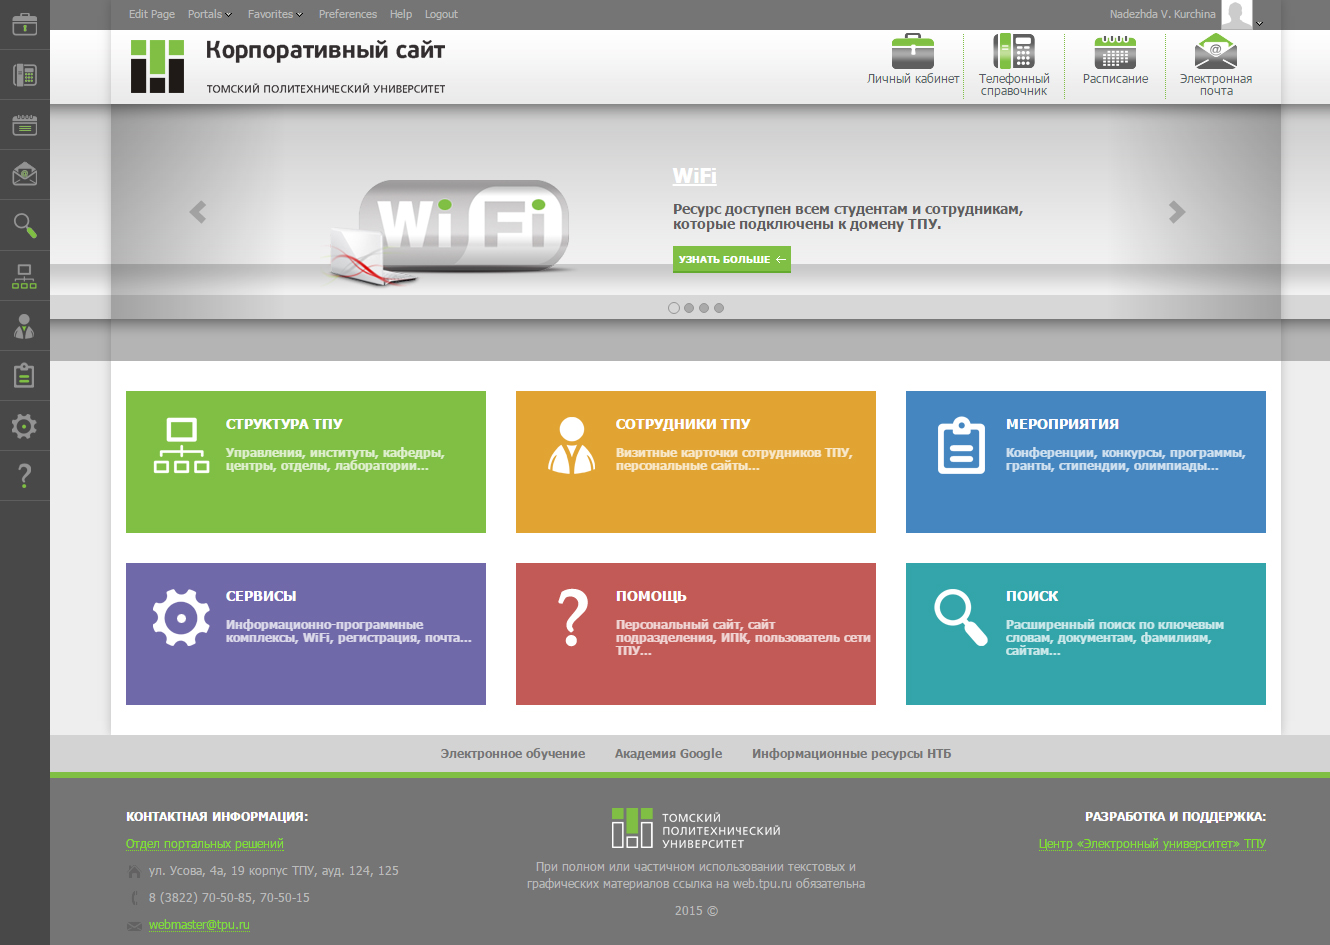 Edit Page Portals Favorites Preferences Help Logout
Nadezhda V. Kurchina
Корпоративный сайт
ТОМСКИЙ ПОЛИТЕХНИЧЕСКИЙ УНИВЕРСИТЕТ
Личный кабинет
Телефонный
справочник
Расписание
Электронная
почта
WiFi
WiFi
Ресурс доступен всем студентам и сотрудникам,
которые подключены к домену ТПУ.
УЗНАТЬ БОЛЬШЕ
СТРУКТУРА ТПУ
Управления, институты, кафедры,
центры, отделы, лаборатории...
СОТРУДНИКИ ТПУ
Визитные карточки сотрудников ТПУ,
персональные сайты...
МЕРОПРИЯТИЯ
Конференции, конкурсы, программы,
гранты, стипендии, олимпиады...
СЕРВИСЫ
Информационно-программные
комплексы, WiFi, регистрация, почта...
ПОМОЩЬ
Персональный сайт, сайт
подразделения, ИПК, пользователь сети
ТПУ...
ПОИСК
Расширенный поиск по ключевым
словам, документам, фамилиям,
сайтам...
Электронное обучение Академия Google Информационные ресурсы НТБ
КОНТАКТНАЯ ИНФОРМАЦИЯ:
Отдел портальных решений
ул. Усова, 4а, 19 корпус ТПУ, ауд. 124, 125
8 (3822) 70-50-85, 70-50-15
webmaster@tpu.ru
ТОМСКИЙ
ПОЛИТЕХНИЧЕСКИЙ
УНИВЕРСИТЕТ
При полном или частичном использовании текстовых и
графических материалов ссылка на web.tpu.ru обязательна
2015 ©
РАЗРАБОТКА И ПОДДЕРЖКА:
Центр «Электронный университет» ТПУ